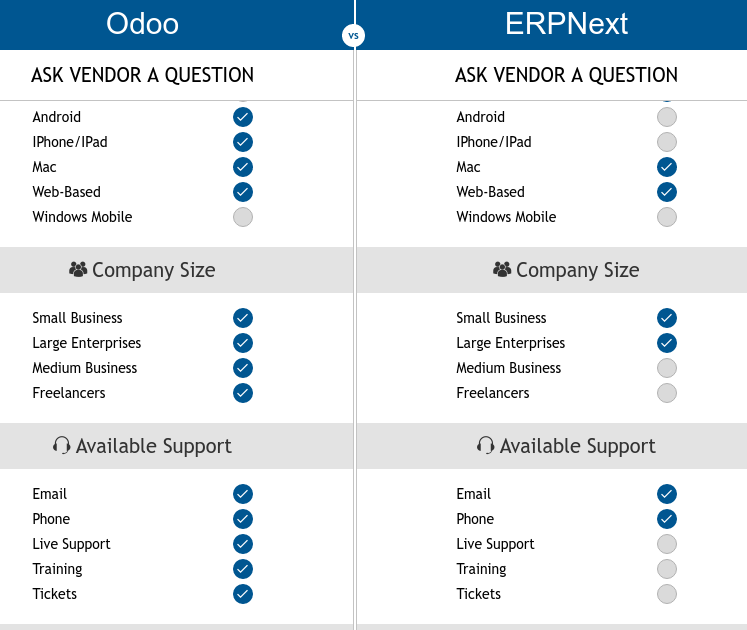 Odoo
vs
ERPNext
ASK VENDOR A QUESTION
ASK VENDOR A QUESTION
Android
IPhone/IPad
Mac
Web-Based
Windows Mobile
Company Size
Small Business
Large Enterprises
Medium Business
Freelancers
Available Support
Email
Phone
Live Support
Training
Tickets
Android
IPhone/IPad
Mac
Web-Based
Windows Mobile
Company Size
Small Business
Large Enterprises
Medium Business
Freelancers
Available Support
Email
Phone
Live Support
Training
Tickets